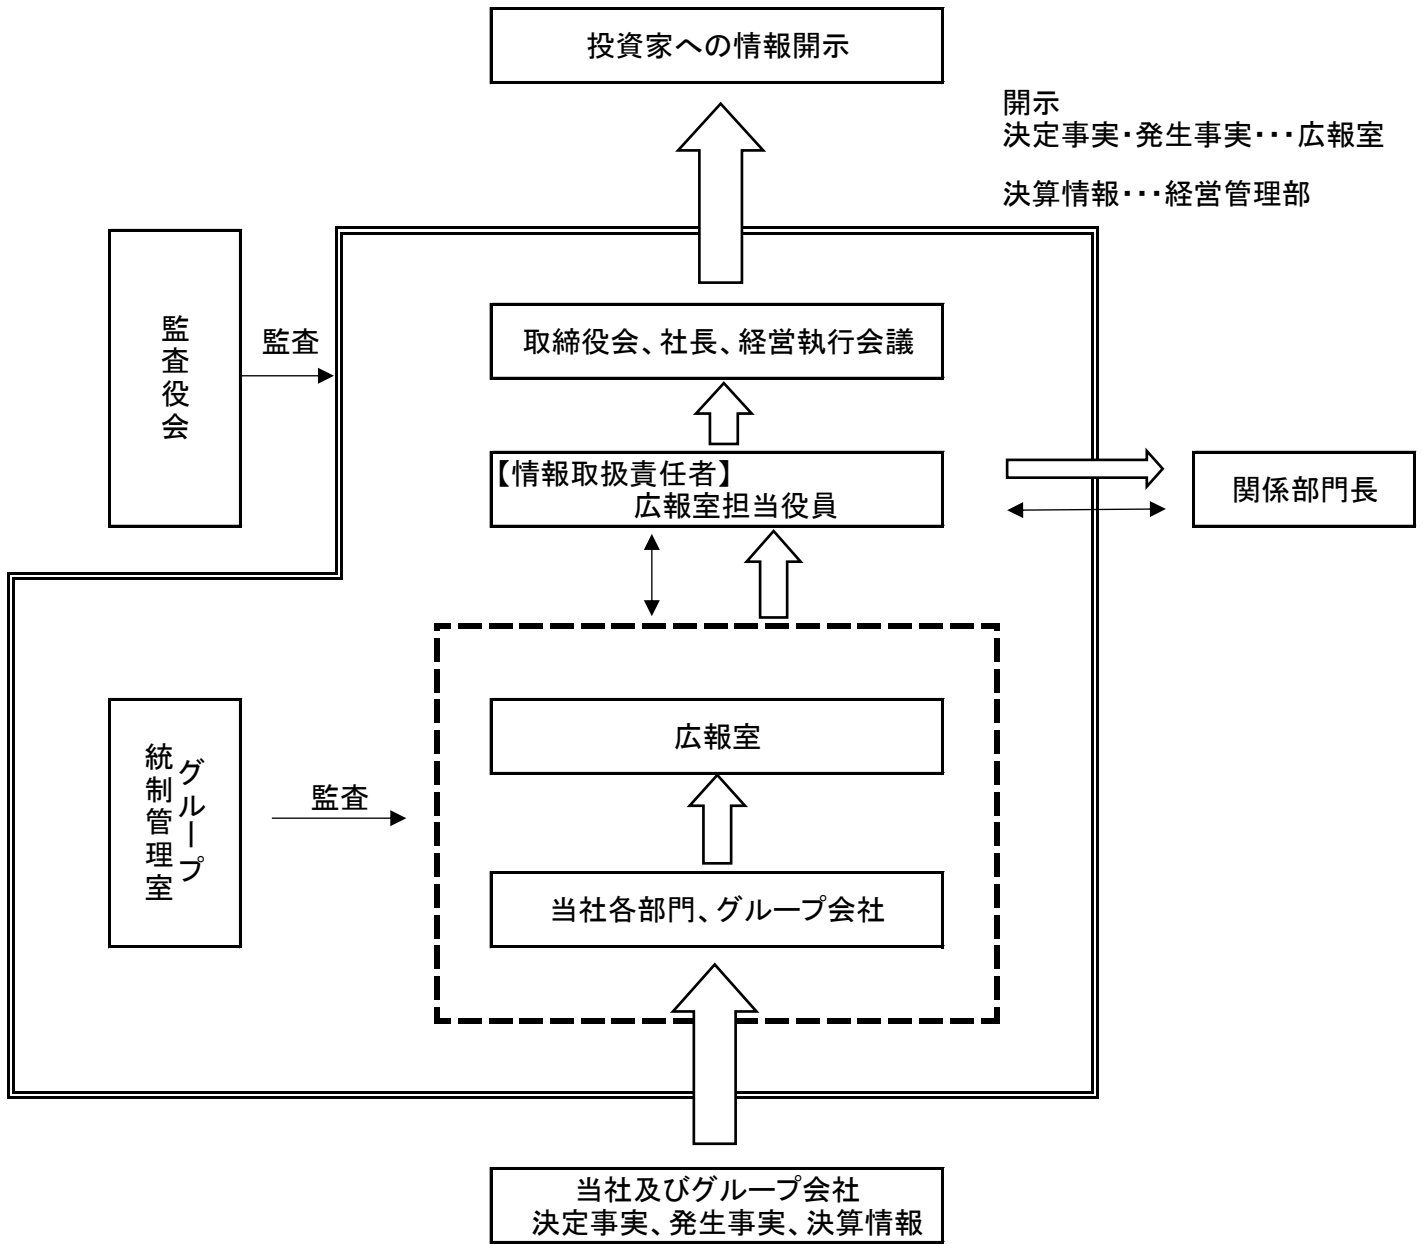 投資家への情報開示
開示
決定事実・発生事実・・・広報室
決算情報・・・経営管理部
監査役会
監査
取締役会、社長、経営執行会議
【情報取扱責任者】
広報室担当役員
関係部門長
広報室
グループ
統制管理室
監査
当社各部門、グループ会社
当社及びグループ会社
決定事実、発生事実、決算情報